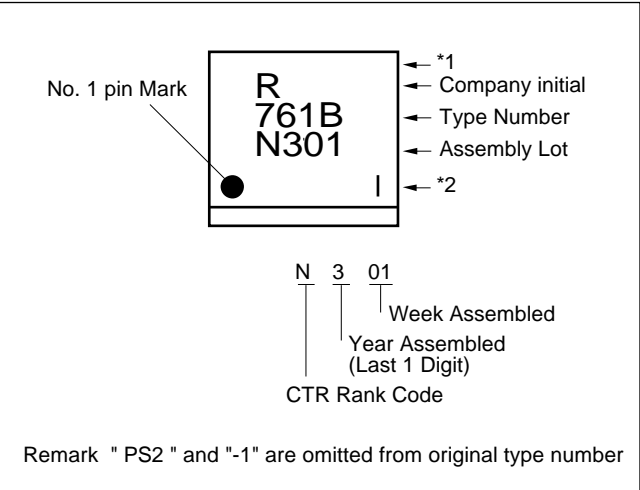 *1
No. 1 pin Mark
R
Company initial
761B
Type Number
N301
Assembly Lot
I
*2
N 3 01
Week Assembled
Year Assembled
(Last 1 Digit)
CTR Rank Code
Remark " PS2 " and "-1" are omitted from original type number